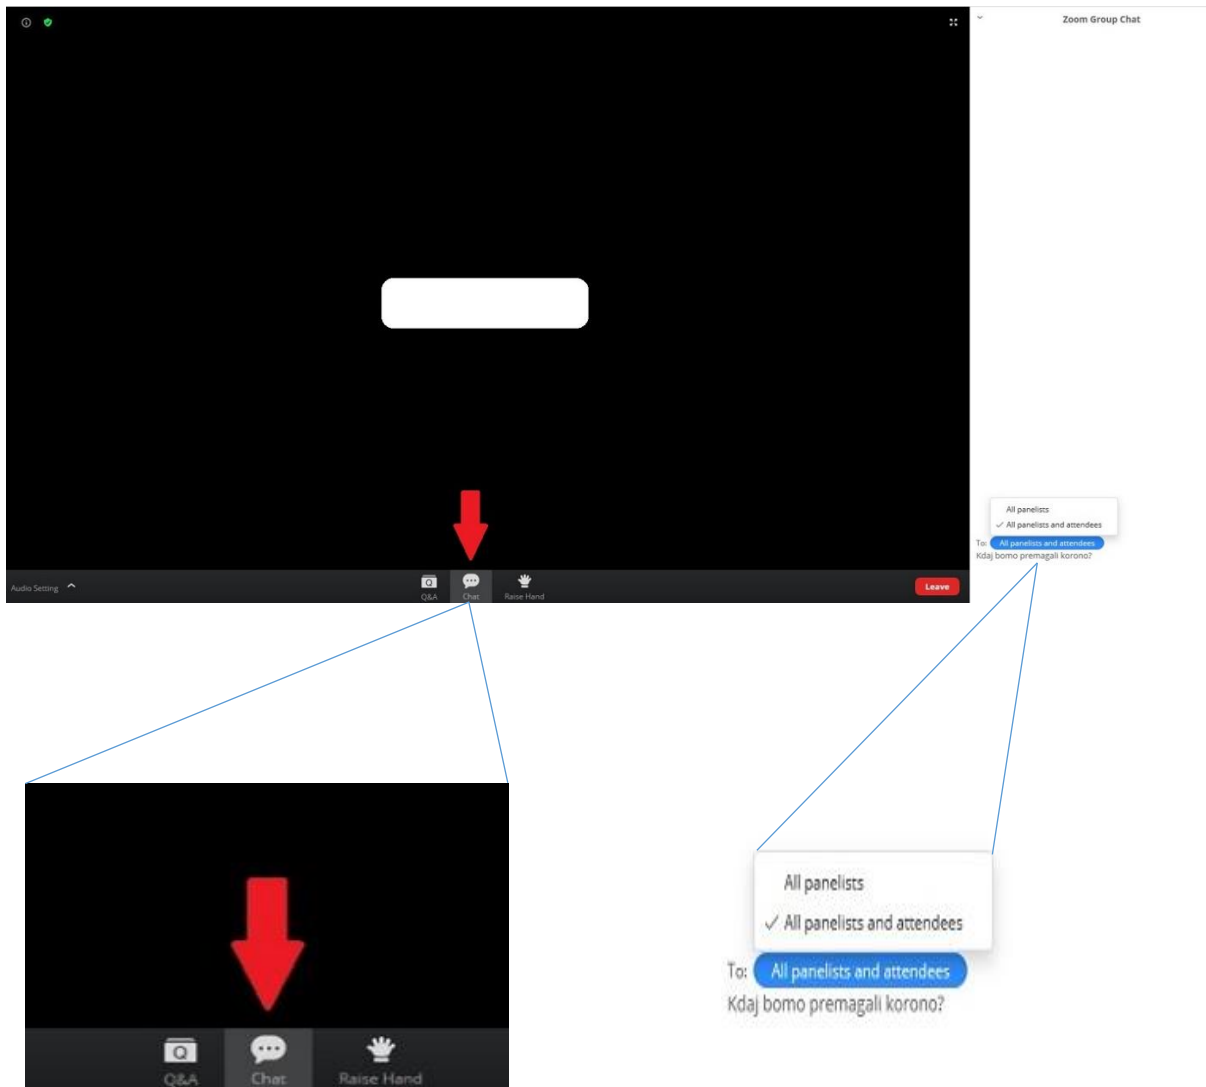 Zoom Group Chat
All panelists
All panelists and attendees
To: All panelists and attendees
Kdaj bomo premagali korono?
Audio Setting
Q&A Chat Raise Hand
Leave
Q&A Chat Raise Hand
All panelists
All panelists and attendees
To: All panelists and attendees
Kdaj bomo premagali korono?